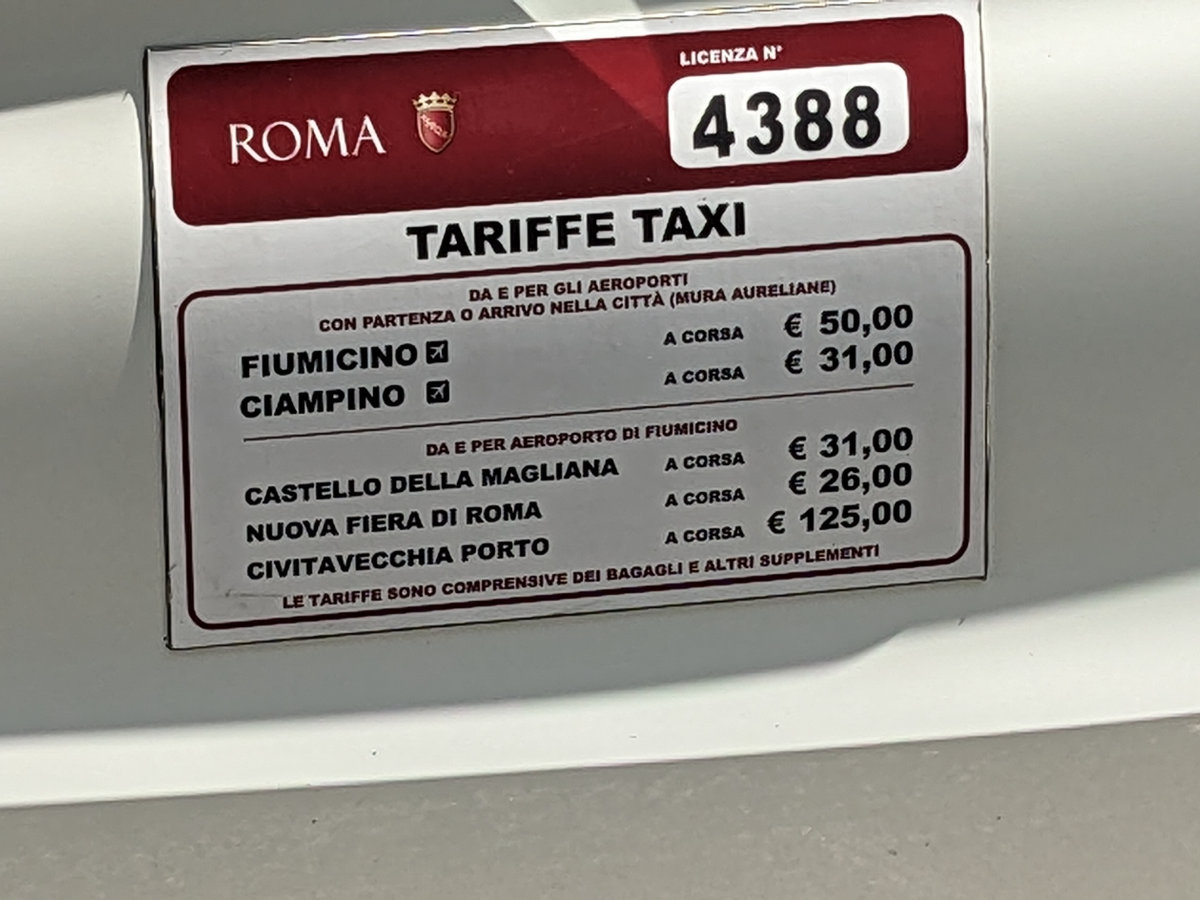 LICENZA N°
ROMA
4388
TARIFFE TAXI
DA E PER GLI AEROPORTI
CON PARTENZA O ARRIVO NELLA CITTÀ (MURA AURELIANE)
FIUMICINO A CORSA € 50,00
CIAMPINO A CORSA € 31,00
DA E PER AEROPORTO DI FIUMICINO
CASTELLO DELLA MAGLIANA A CORSA € 31,00
NUOVA FIERA DI ROMA A CORSA € 26,00
CIVITAVECCHIA PORTO A CORSA € 125,00
LE TARIFFE SONO COMPRENSIVE DEI BAGAGLI E ALTRI SUPPLEMENTI